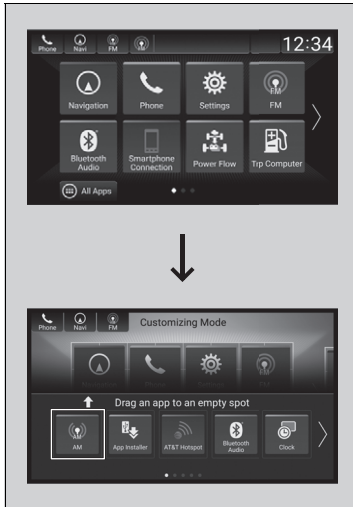 Phone Navi FM 12:34
Navigation Phone Settings FM
Bluetooth Audio Smartphone Connection Power Flow Trp Computer
All Apps
Phone Navi FM Customizing Mode
Drag an app to an empty spot
AM App Installer AT&T Hotspot Bluetooth Audio Clock